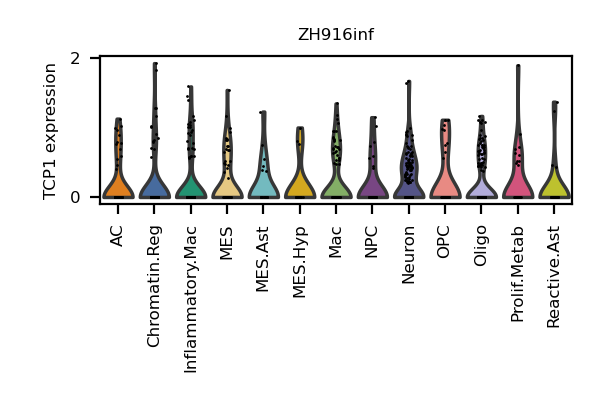 ZH916inf
TCP1 expression
2
0
AC
Chromatin.Reg
Inflammatory.Mac
MES
MES.Ast
MES.Hyp
Mac
NPC
Neuron
OPC
Oligo
Prolif.Metab
Reactive.Ast